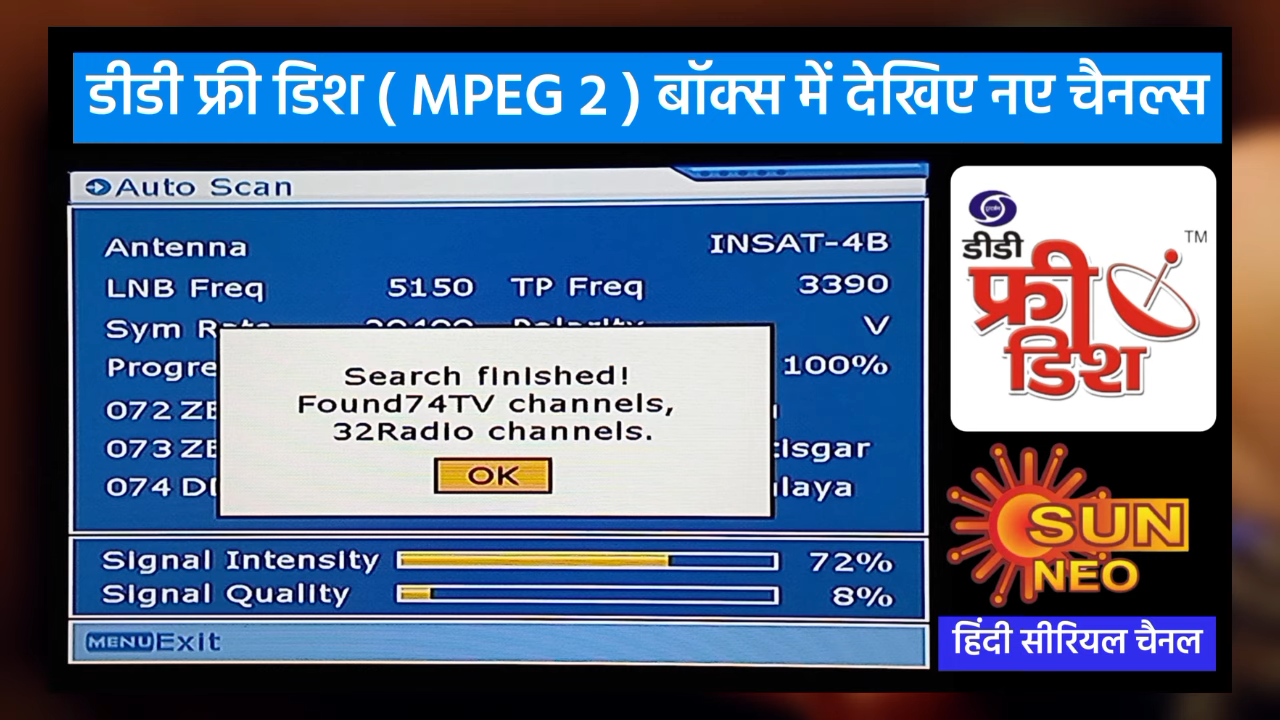 डीडी फ्री डिश ( MPEG 2 ) बॉक्स में देखिए नए चैनल्स
Auto Scan
Antenna INSAT-4B
LNB Freq 5150 TP Freq 3390
V
100%
072
073
074
Search finished!
Found74TV channels,
32Radio channels.
OK
Signal Intensity 72%
Signal Quality 8%
MENU Exit
डीडी
फ्री
डिश
TM
SUN
NEO
हिंदी सीरियल चैनल